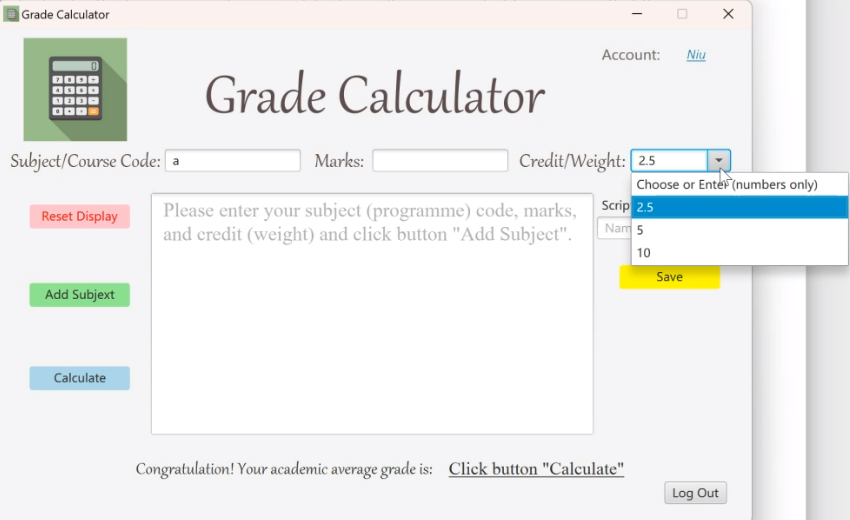 Grade Calculator
Account: Niu
Grade Calculator
Subject/Course Code: a Marks: Credit/Weight: 2.5
Choose or Enter (numbers only)
2.5
5
10
Reset Display
Please enter your subject (programme) code, marks,
and credit (weight) and click button "Add Subject".
Scrip
Nam
Save
Add Subjext
Calculate
Congratulation! Your academic average grade is: Click button "Calculate"
Log Out